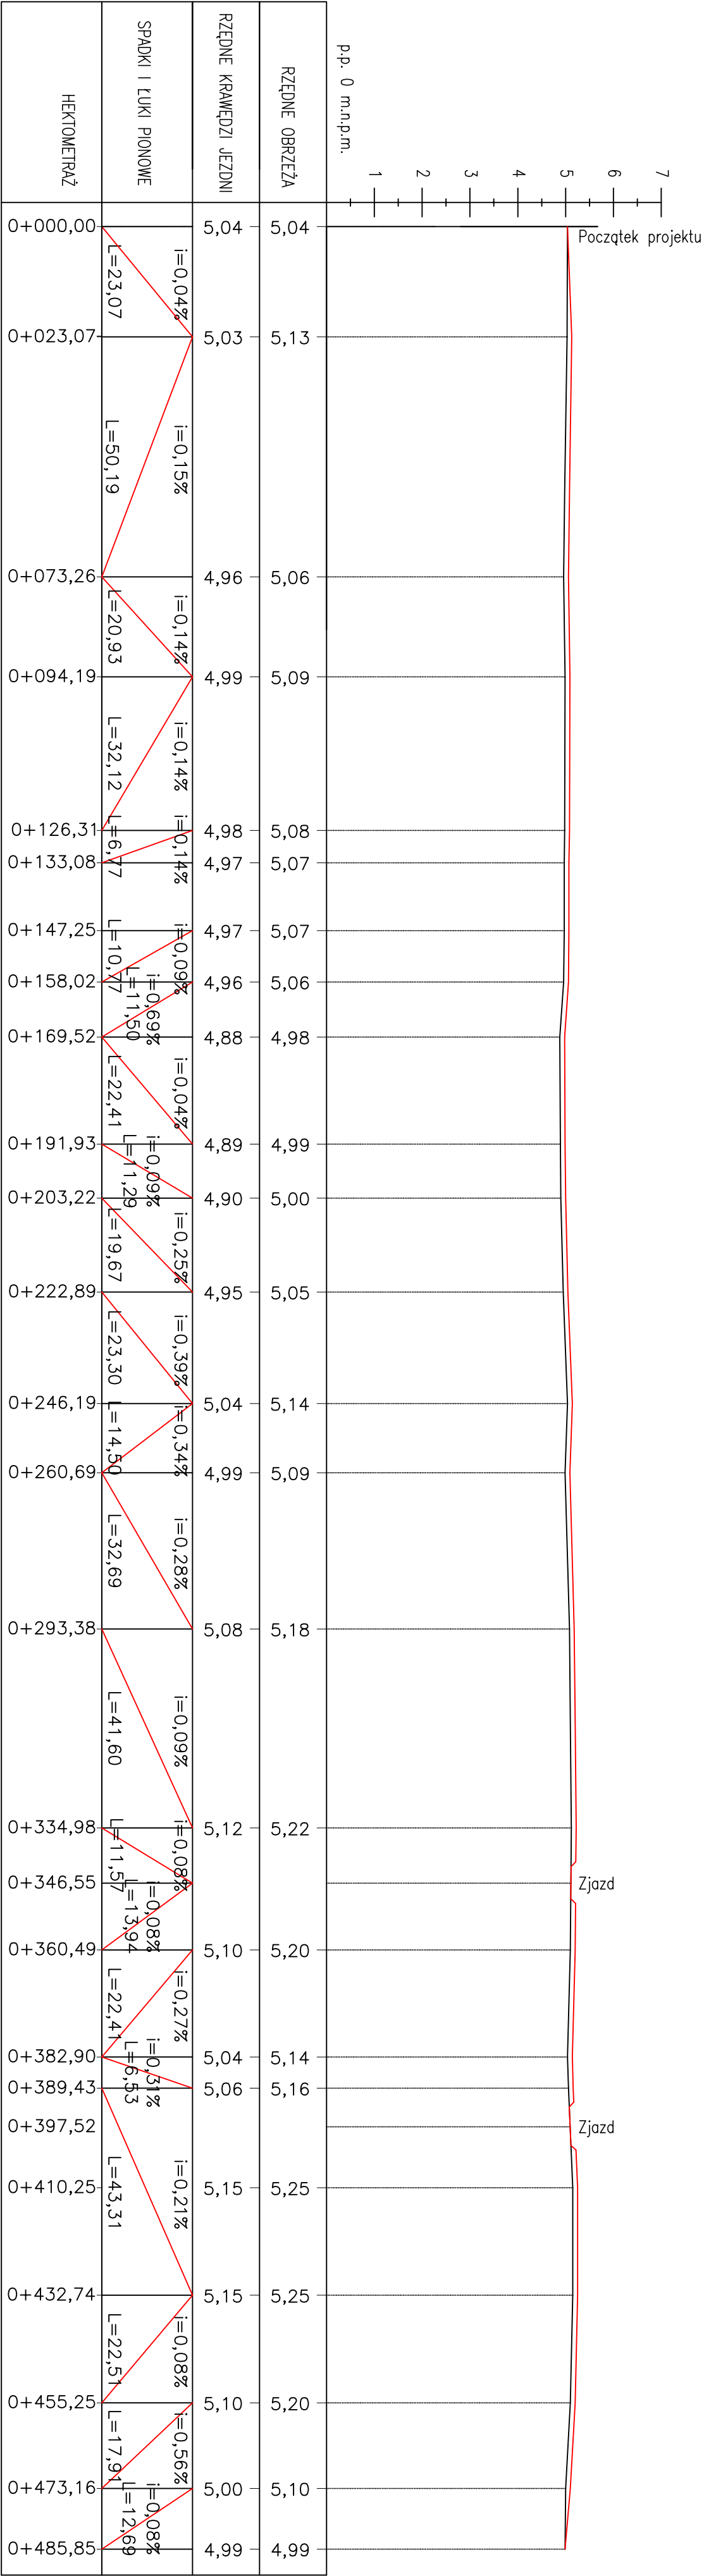 p.p. 0 m.n.p.m.
1
2
3
4
5
6
7
Początek projektu
Zjazd
Zjazd
RZĘDNE OBRZEŻA
5,04
5,13
5,06
5,09
5,08
5,07
5,07
5,06
4,98
4,99
5,00
5,05
5,14
5,09
5,18
5,22
5,20
5,14
5,16
5,25
5,25
5,20
5,10
4,99
RZĘDNE KRAWĘDZI JEZDNI
5,04
5,03
4,96
4,99
4,98
4,97
4,97
4,96
4,88
4,89
4,90
4,95
5,04
4,99
5,08
5,12
5,10
5,04
5,06
5,15
5,15
5,10
5,00
4,99
SPADKI I ŁUKI PIONOWE
i=0,04%
L=23,07
i=0,15%
L=50,19
i=0,14%
L=20,93
i=0,14%
L=32,12
i=0,14%
L=6,77
i=0,09%
L=10,77
i=0,69%
L=11,50
i=0,04%
L=22,41
i=0,09%
L=11,29
i=0,25%
L=19,67
i=0,39%
L=23,30
i=0,34%
L=14,50
i=0,28%
L=32,69
i=0,09%
L=41,60
i=0,08%
L=11,57
i=0,08%
L=13,94
i=0,27%
L=22,41
i=0,31%
L=6,53
i=0,21%
L=43,31
i=0,08%
L=22,51
i=0,56%
L=17,91
i=0,08%
L=12,69
HEKTOMETRAŻ
0+000,00
0+023,07
0+073,26
0+094,19
0+126,31
0+133,08
0+147,25
0+158,02
0+169,52
0+191,93
0+203,22
0+222,89
0+246,19
0+260,69
0+293,38
0+334,98
0+346,55
0+360,49
0+382,90
0+389,43
0+397,52
0+410,25
0+432,74
0+455,25
0+473,16
0+485,85